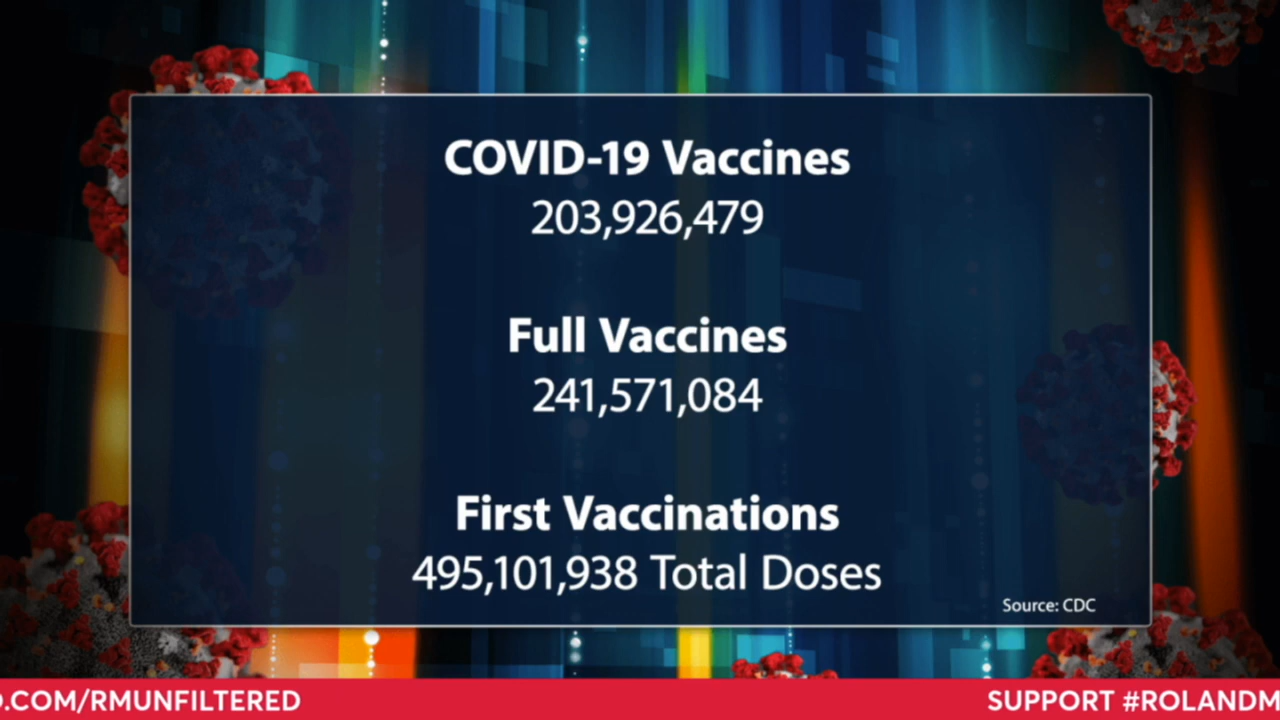 COVID-19 Vaccines
203,926,479
Full Vaccines
241,571,084
First Vaccinations
495,101,938 Total Doses
Source: CDC
.COM/RMUNFILTERED
SUPPORT #ROLANDM